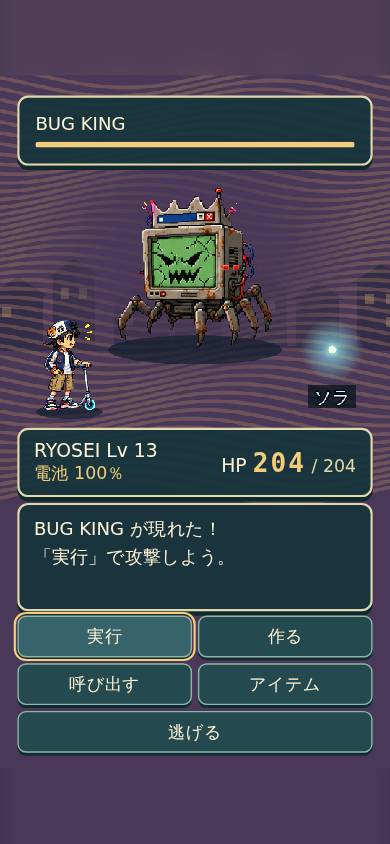 BUG KING
ソラ
RYOSEI Lv 13
電池 100%
HP 204 / 204
BUG KING が現れた！
「実行」で攻撃しよう。
実行
作る
呼び出す
アイテム
逃げる